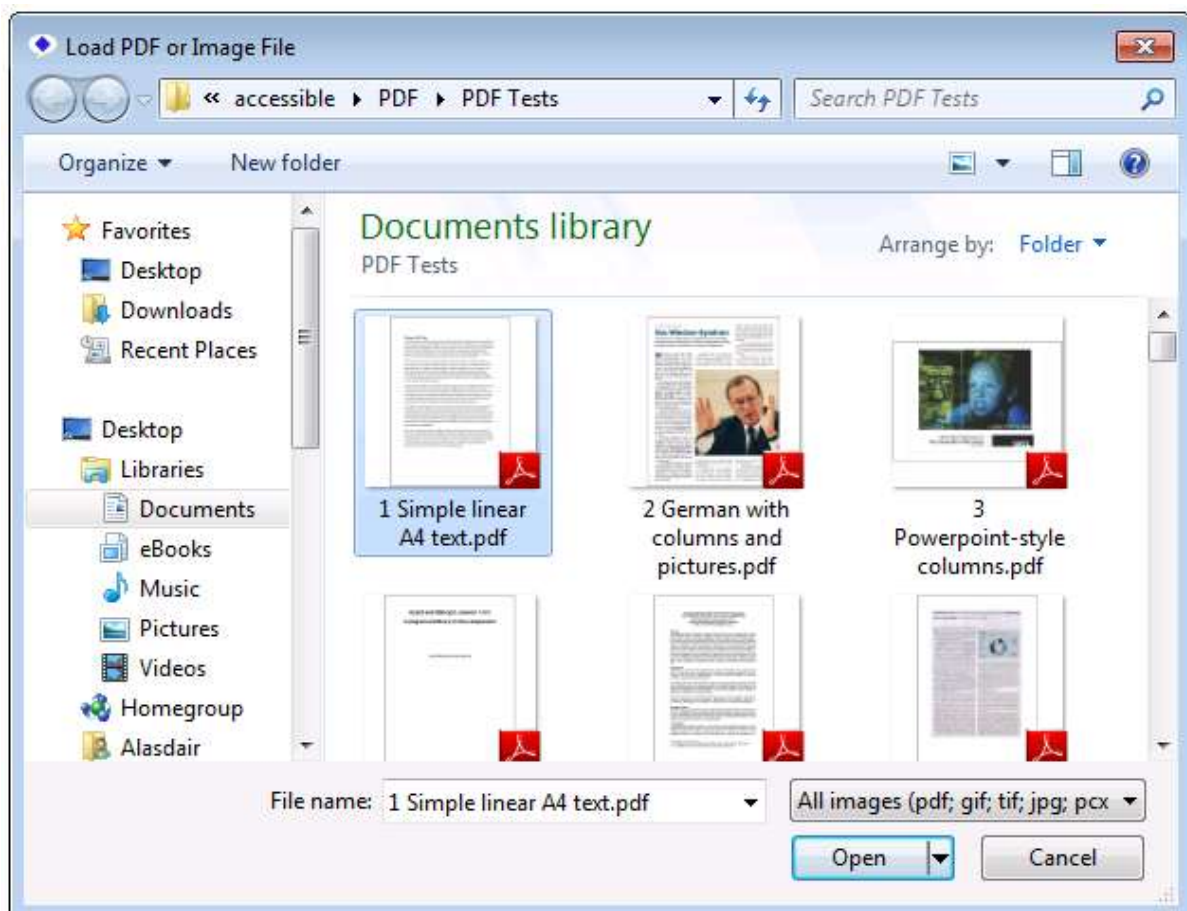 Load PDF or Image File
« accessible ▸ PDF ▸ PDF Tests
Search PDF Tests
Organize
New folder
Favorites
Desktop
Downloads
Recent Places
Desktop
Libraries
Documents
eBooks
Music
Pictures
Videos
Homegroup
Alasdair
Documents library
PDF Tests
Arrange by: Folder
1 Simple linear
A4 text.pdf
2 German with
columns and
pictures.pdf
3
Powerpoint-style
columns.pdf
File name: 1 Simple linear A4 text.pdf
All images (pdf; gif; tif; jpg; pcx
Open
Cancel